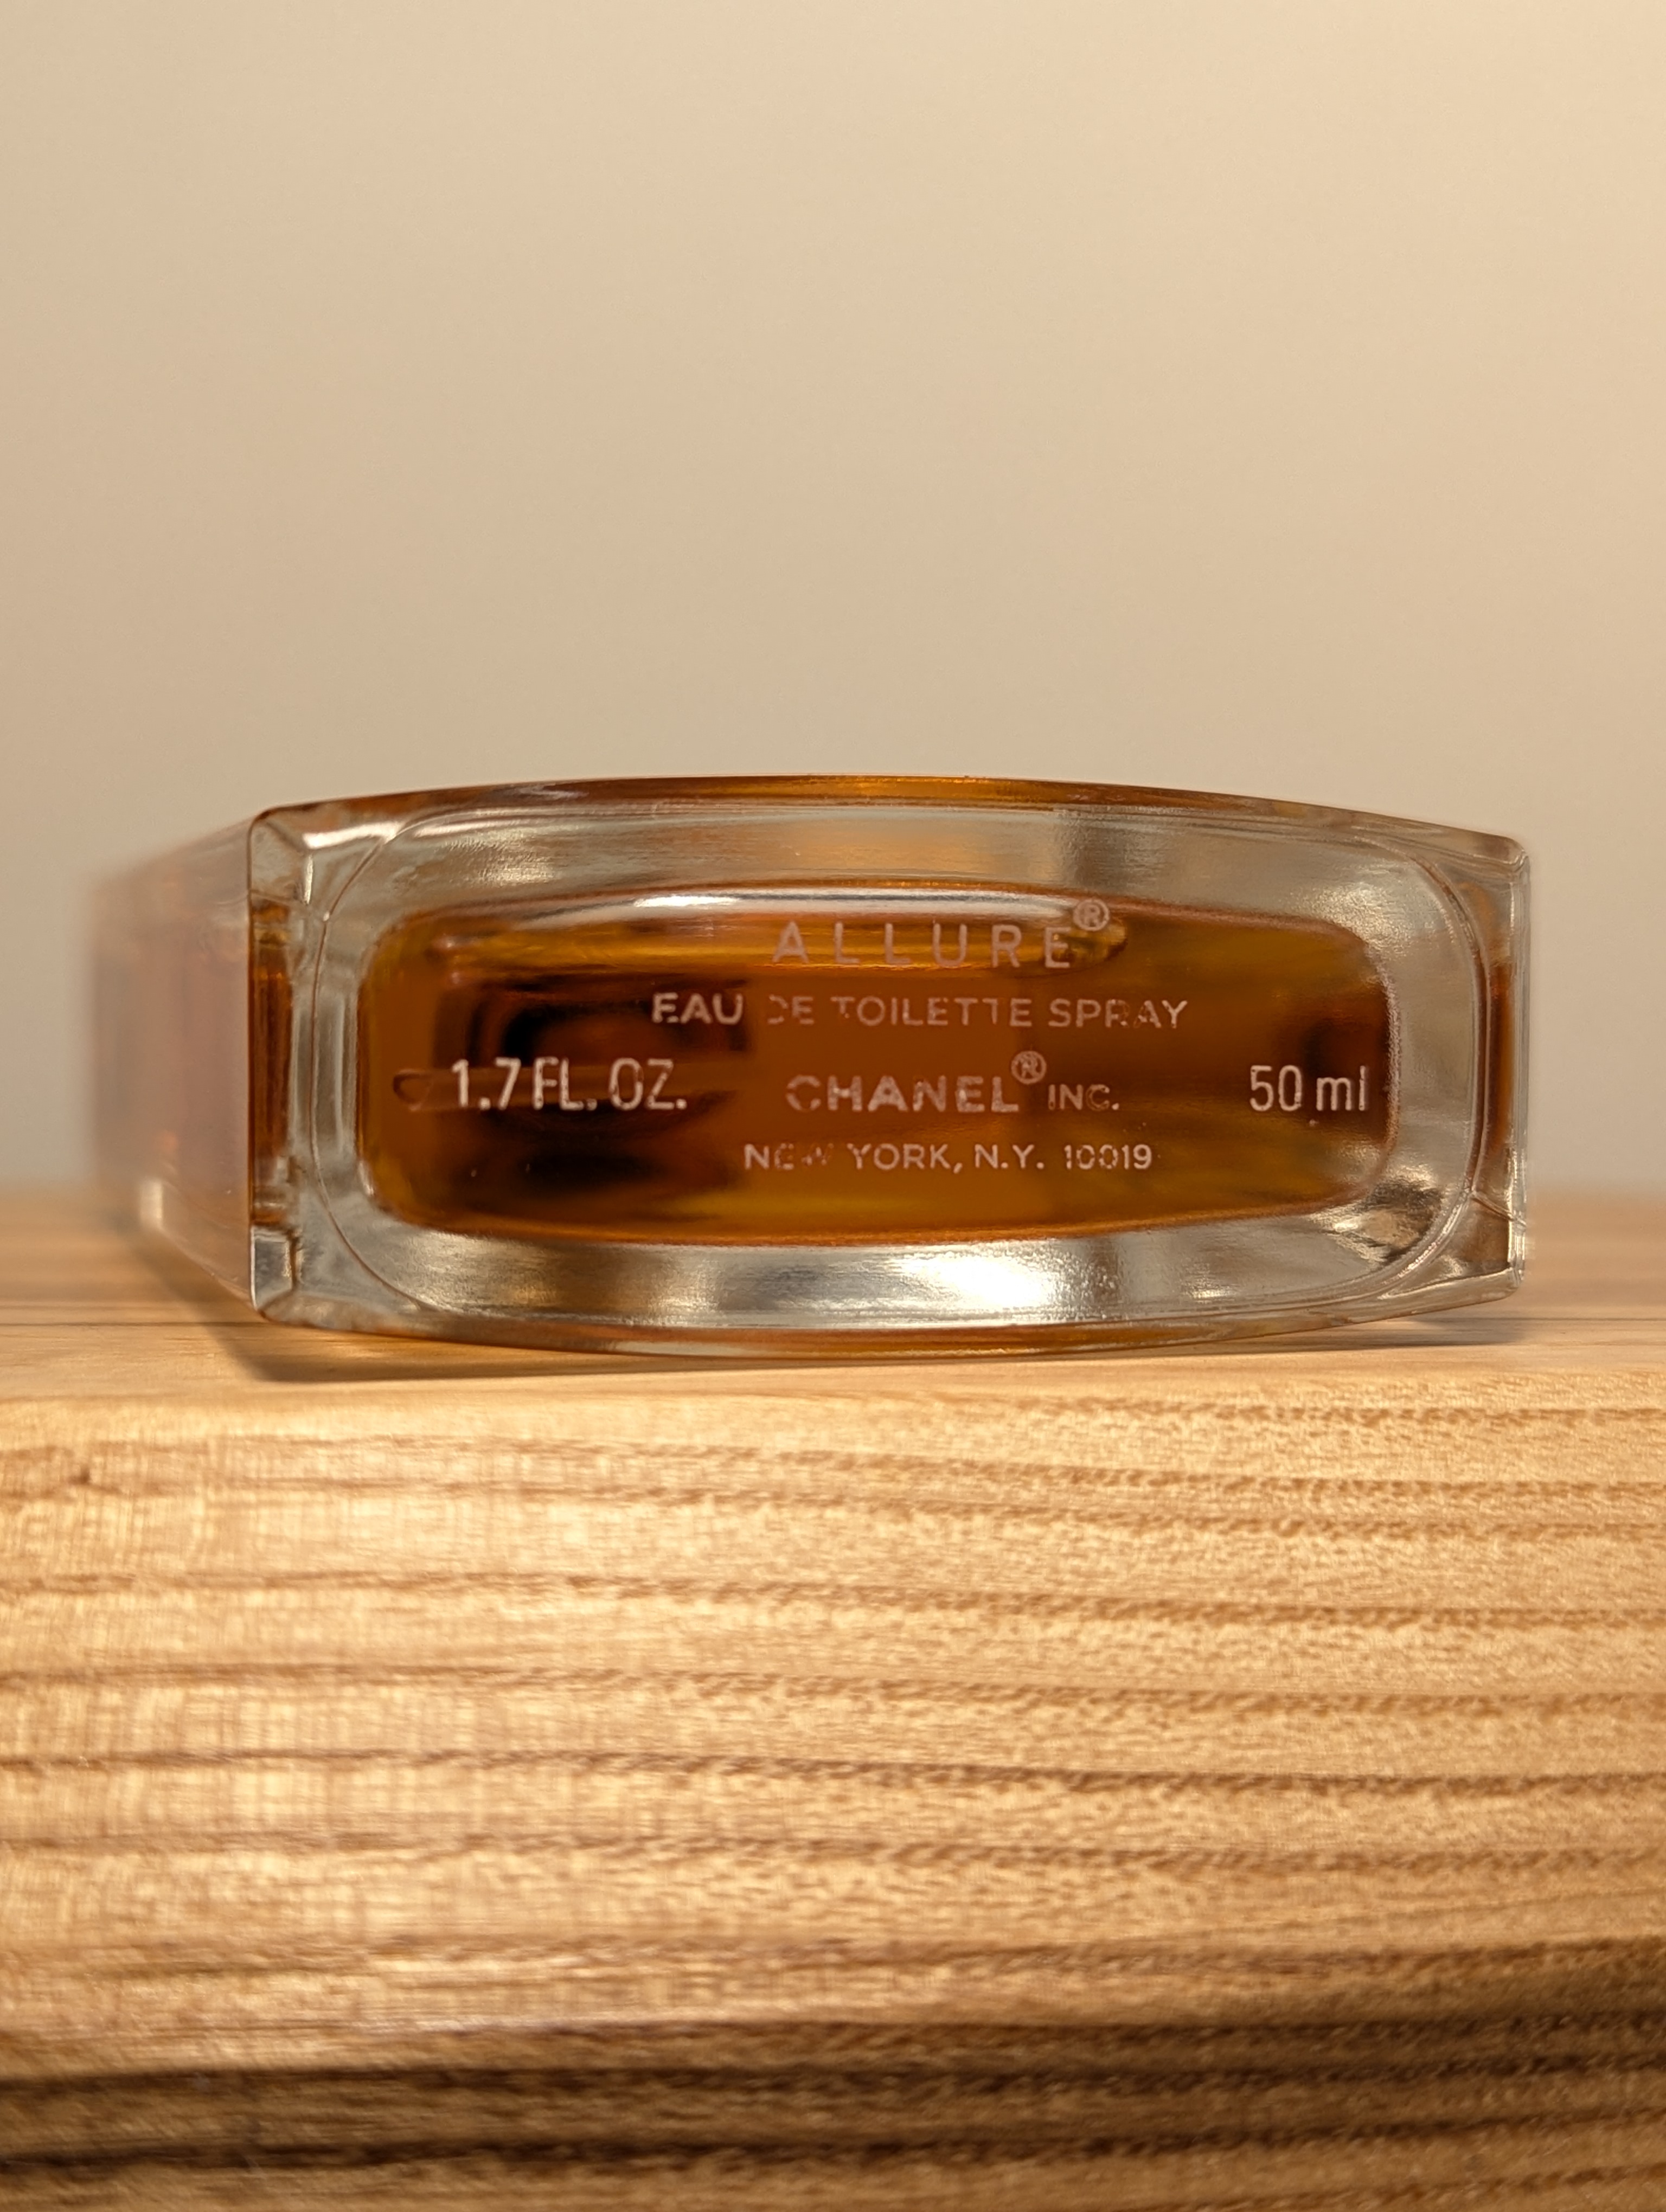 ALLURE®
EAU DE TOILETTE SPRAY
1.7 FL. OZ. CHANEL® INC. 50 ml
NEW YORK, N.Y. 10019